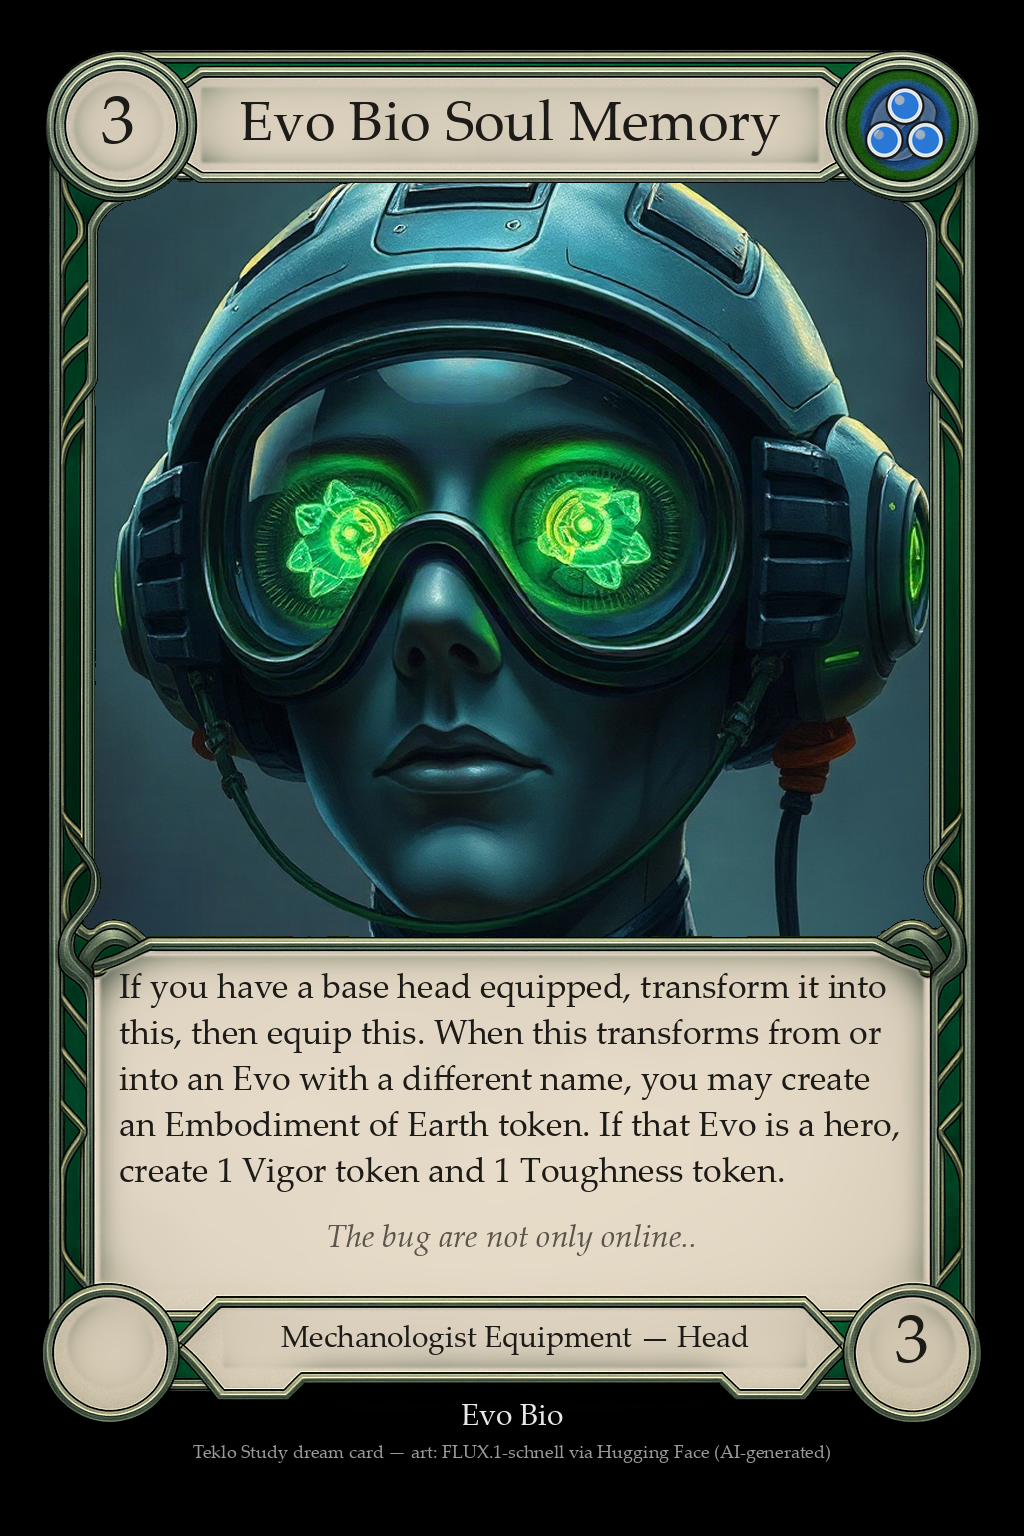 3
Evo Bio Soul Memory
If you have a base head equipped, transform it into
this, then equip this. When this transforms from or
into an Evo with a different name, you may create
an Embodiment of Earth token. If that Evo is a hero,
create 1 Vigor token and 1 Toughness token.
The bug are not only online..
Mechanologist Equipment — Head
3
Evo Bio
Teklo Study dream card — art: FLUX.1-schnell via Hugging Face (AI-generated)